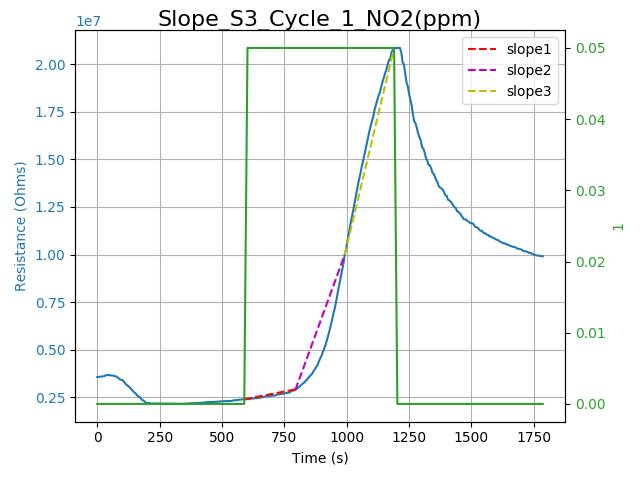 Slope_S3_Cycle_1_NO2(ppm)
1e7
slope1
slope2
slope3
2.00
1.75
1.50
1.25
1.00
0.75
0.50
0.25
Resistance (Ohms)
0.05
0.04
0.03
0.02
0.01
0.00
1
0 250 500 750 1000 1250 1500 1750
Time (s)